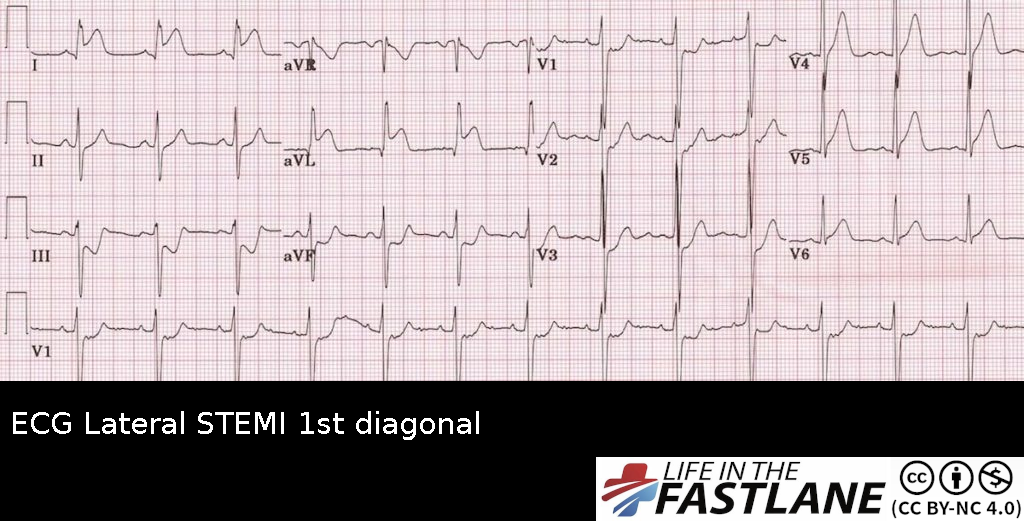 I aVR V1 V4
II aVL V2 V5
III aVF V3 V6
V1
ECG Lateral STEMI 1st diagonal
LIFE IN THE
FASTLANE
cc
(CC BY-NC 4.0)